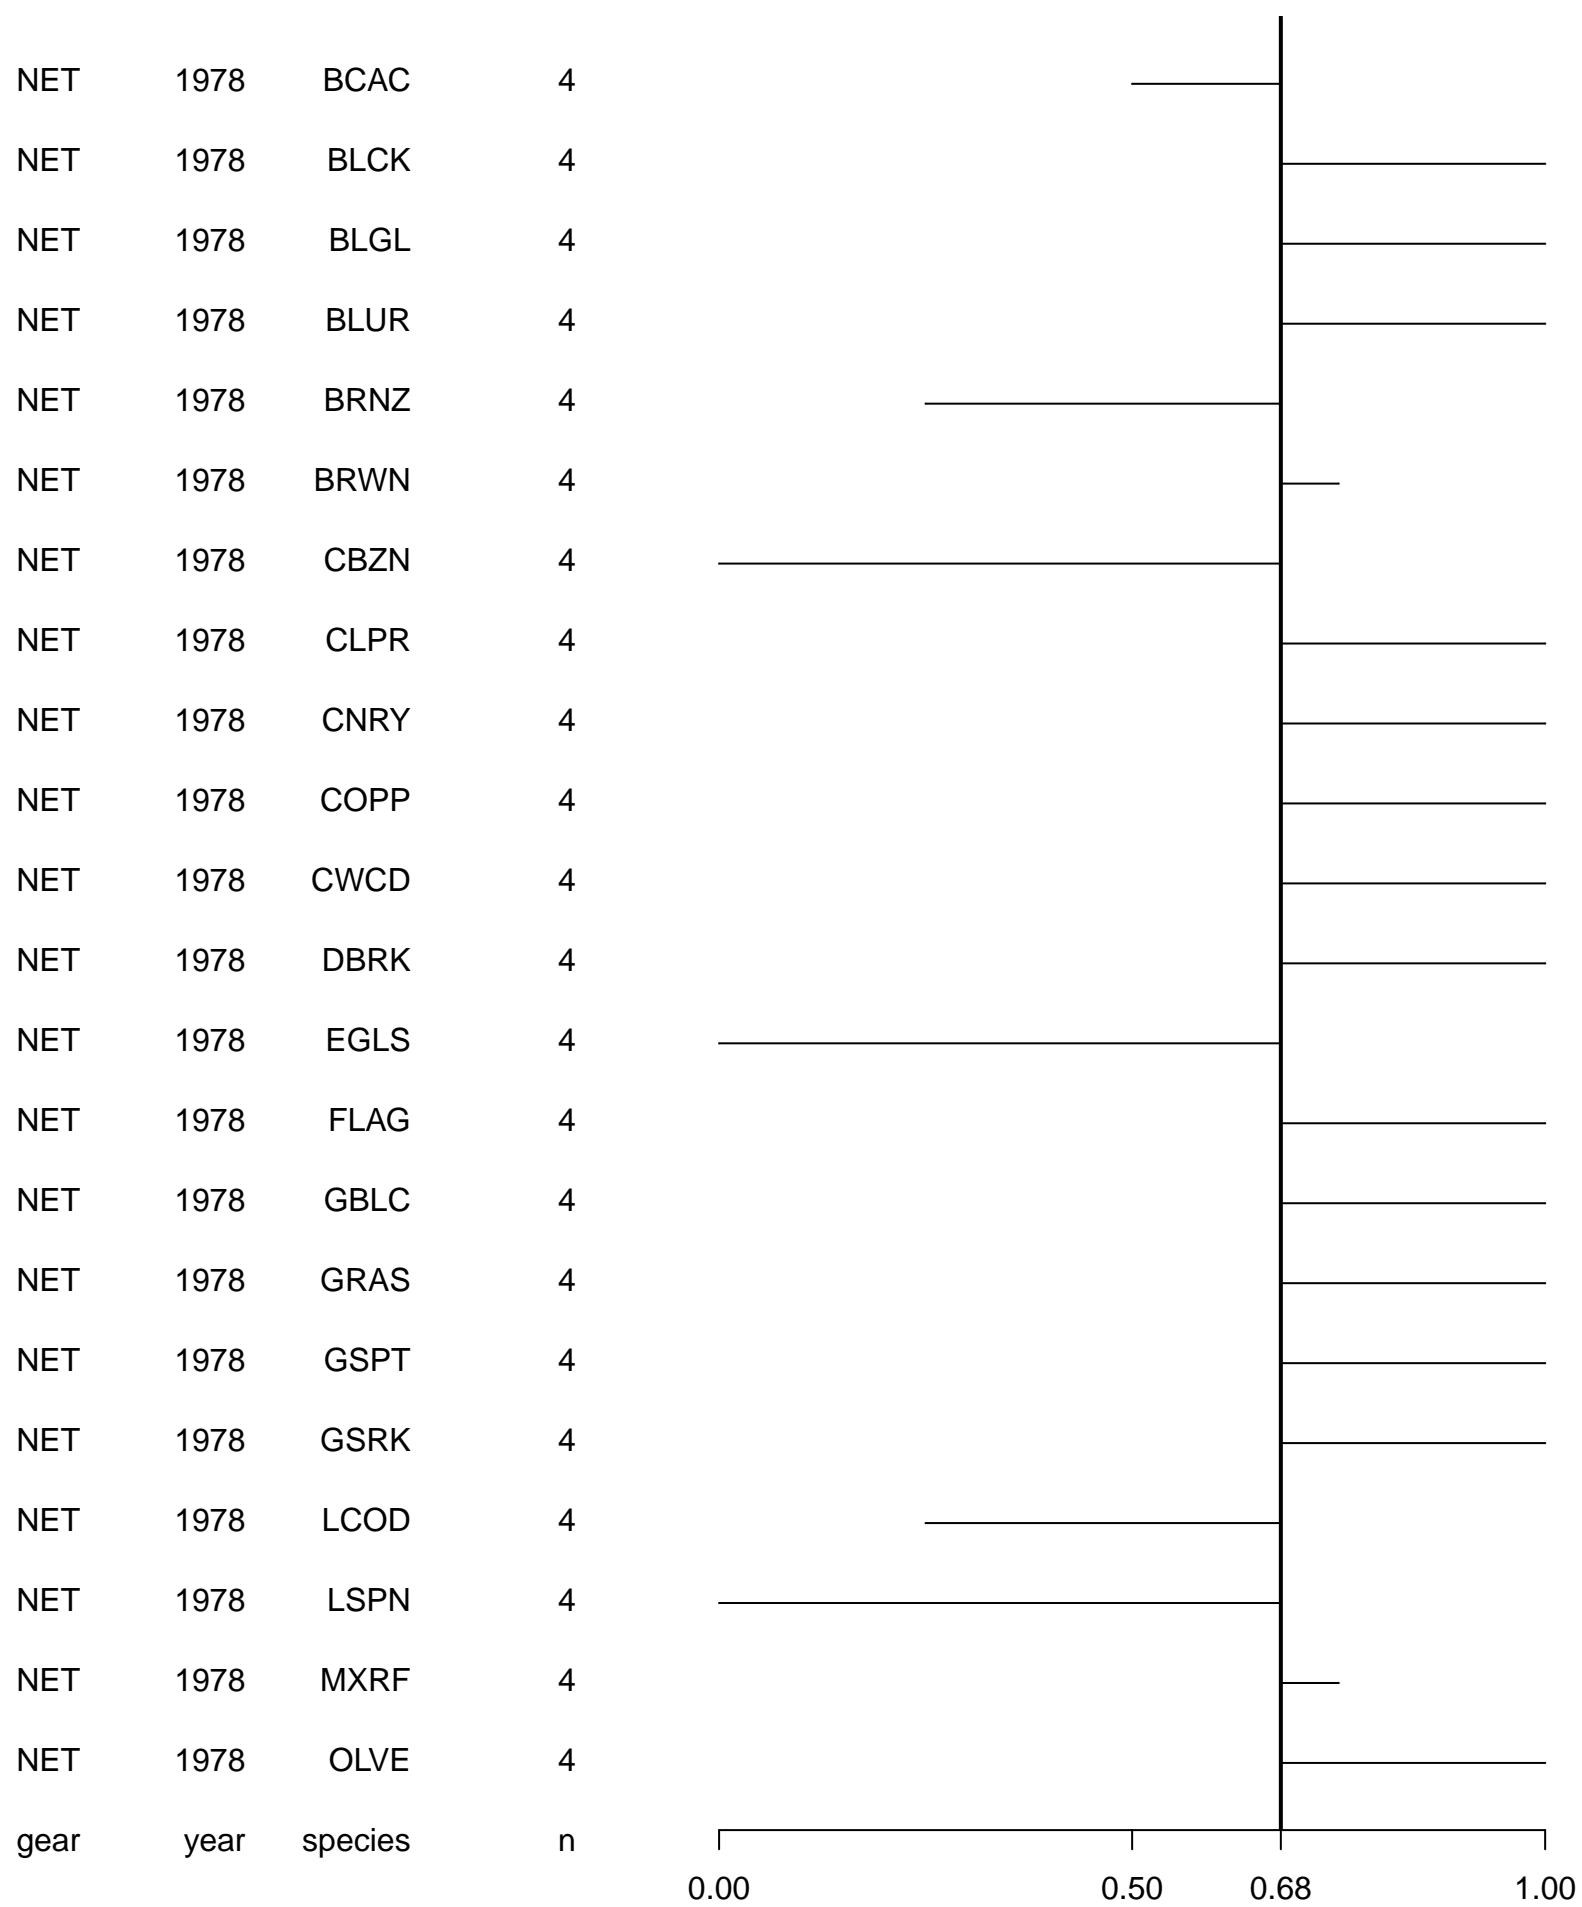 NET 1978 BCAC 4
NET 1978 BLCK 4
NET 1978 BLGL 4
NET 1978 BLUR 4
NET 1978 BRNZ 4
NET 1978 BRWN 4
NET 1978 CBZN 4
NET 1978 CLPR 4
NET 1978 CNRY 4
NET 1978 COPP 4
NET 1978 CWCD 4
NET 1978 DBRK 4
NET 1978 EGLS 4
NET 1978 FLAG 4
NET 1978 GBLC 4
NET 1978 GRAS 4
NET 1978 GSPT 4
NET 1978 GSRK 4
NET 1978 LCOD 4
NET 1978 LSPN 4
NET 1978 MXRF 4
NET 1978 OLVE 4
gear year species n
0.00 0.50 0.68 1.00